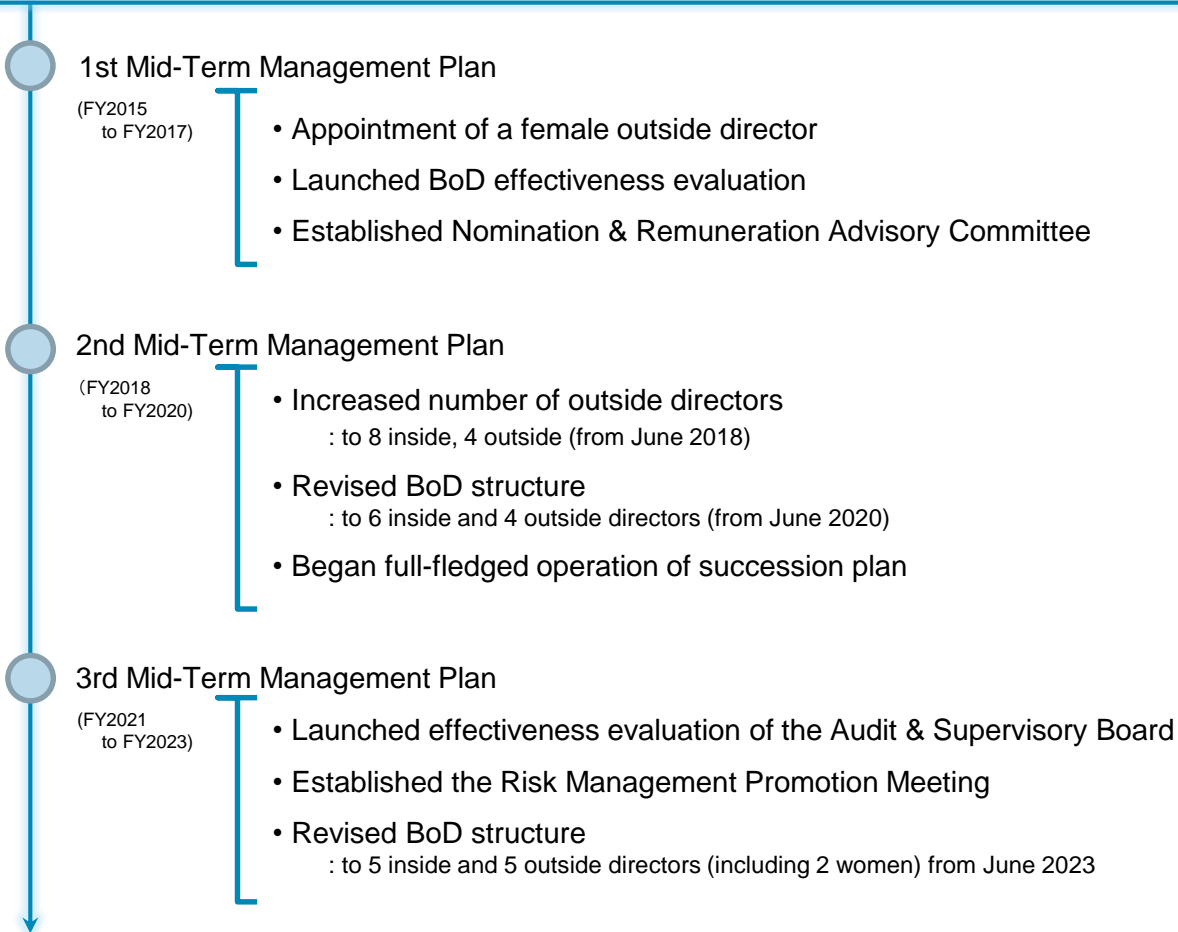 1st Mid-Term Management Plan
(FY2015
to FY2017)
• Appointment of a female outside director
• Launched BoD effectiveness evaluation
• Established Nomination & Remuneration Advisory Committee
2nd Mid-Term Management Plan
（FY2018
to FY2020)
• Increased number of outside directors
: to 8 inside, 4 outside (from June 2018)
• Revised BoD structure
: to 6 inside and 4 outside directors (from June 2020)
• Began full-fledged operation of succession plan
3rd Mid-Term Management Plan
(FY2021
to FY2023)
• Launched effectiveness evaluation of the Audit & Supervisory Board
• Established the Risk Management Promotion Meeting
• Revised BoD structure
: to 5 inside and 5 outside directors (including 2 women) from June 2023